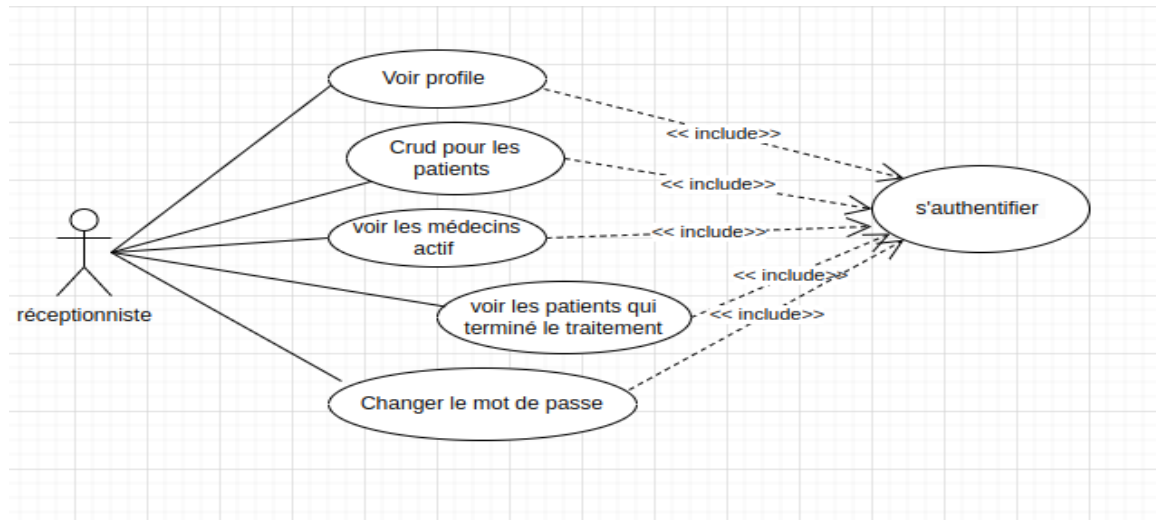 Voir profile
<< include>>
Crud pour les
patients
<< include>>
s'authentifier
voir les médecins
actif
<< include>>
réceptionniste
voir les patients qui
terminé le traitement
<< include>>
<< include>>
Changer le mot de passe